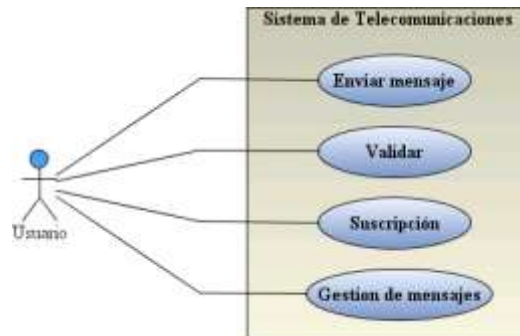 Sistema de Telecomunicaciones
Enviar mensaje
Validar
Suscripción
Usuario
Gestion de mensajes